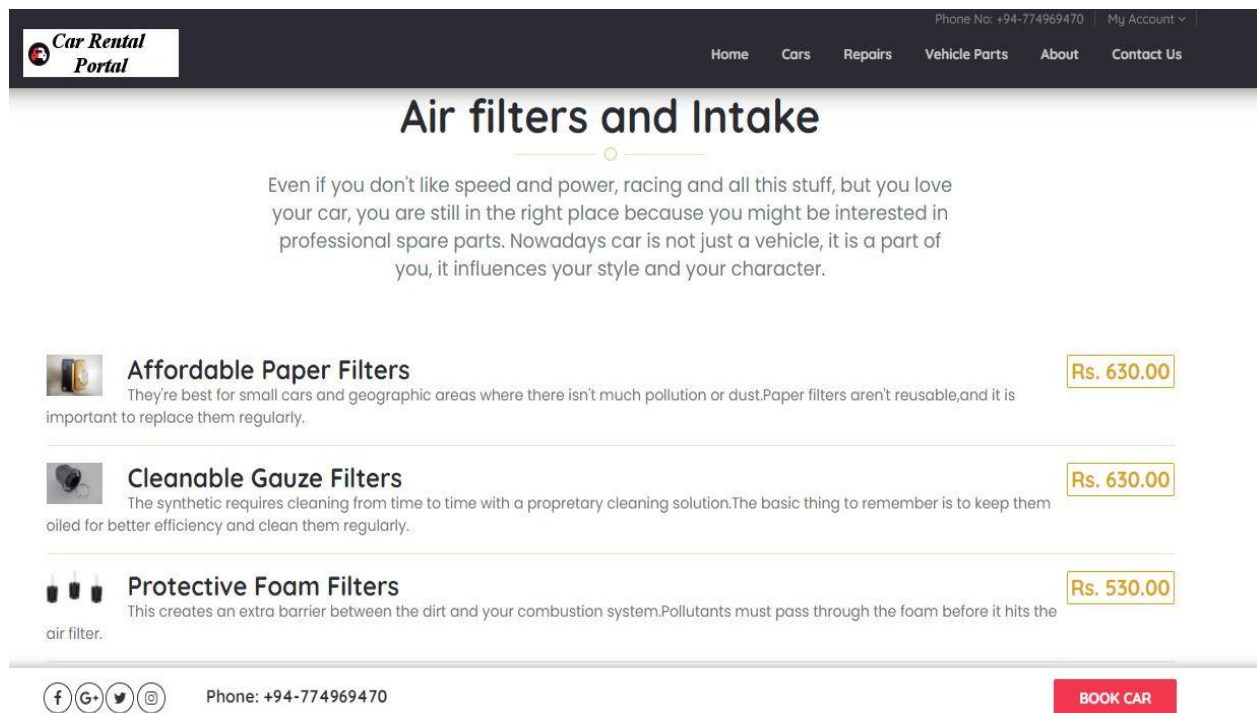 Phone No: +94-774969470 My Account
Car Rental
Portal
Home Cars Repairs Vehicle Parts About Contact Us
Air filters and Intake
Even if you don't like speed and power, racing and all this stuff, but you love
your car, you are still in the right place because you might be interested in
professional spare parts. Nowadays car is not just a vehicle, it is a part of
you, it influences your style and your character.
Affordable Paper Filters
Rs. 630.00
They're best for small cars and geographic areas where there isn't much pollution or dust.Paper filters aren't reusable,and it is
important to replace them regularly.
Cleanable Gauze Filters
Rs. 630.00
The synthetic requires cleaning from time to time with a propretary cleaning solution.The basic thing to remember is to keep them
oiled for better efficiency and clean them regularly.
Protective Foam Filters
Rs. 530.00
This creates an extra barrier between the dirt and your combustion system.Pollutants must pass through the foam before it hits the
air filter.
Phone: +94-774969470
BOOK CAR